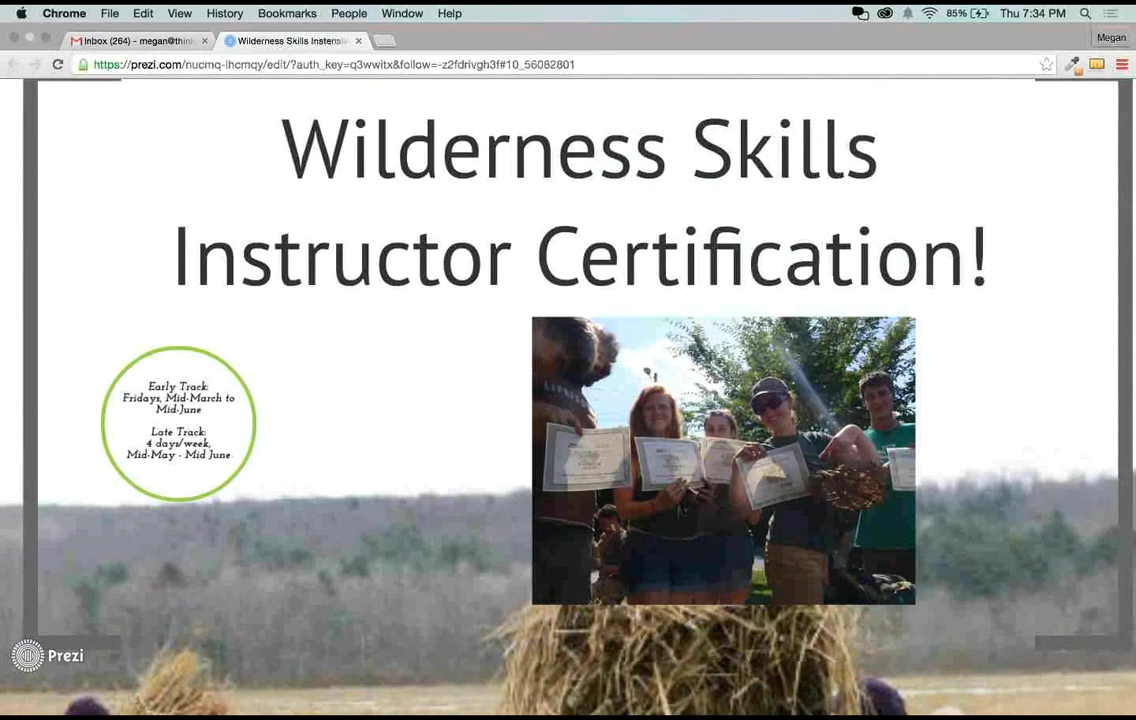 Chrome File Edit View History Bookmarks People Window Help 85% Thu 7:34 PM
Inbox (264) - megan@think Wilderness Skills Instensiv Megan
https://prezi.com/nucmq-ihcmqy/edit/?auth_key=q3wwitx&follow=-z2fdrivgh3f#10_56082801
Wilderness Skills
Instructor Certification!
Early Track:
Fridays, Mid-March to
Mid-June
Late Track:
4 days/week,
Mid-May - Mid June
Prezi